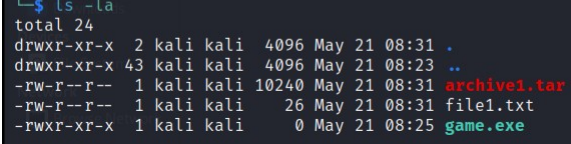 └─$ ls -la
total 24
drwxr-xr-x  2 kali kali  4096 May 21 08:31 .
drwxr-xr-x 43 kali kali  4096 May 21 08:23 ..
-rw-r--r--  1 kali kali 10240 May 21 08:31 archive1.tar
-rw-r--r--  1 kali kali    26 May 21 08:31 file1.txt
-rwxr-xr-x  1 kali kali     0 May 21 08:25 game.exe